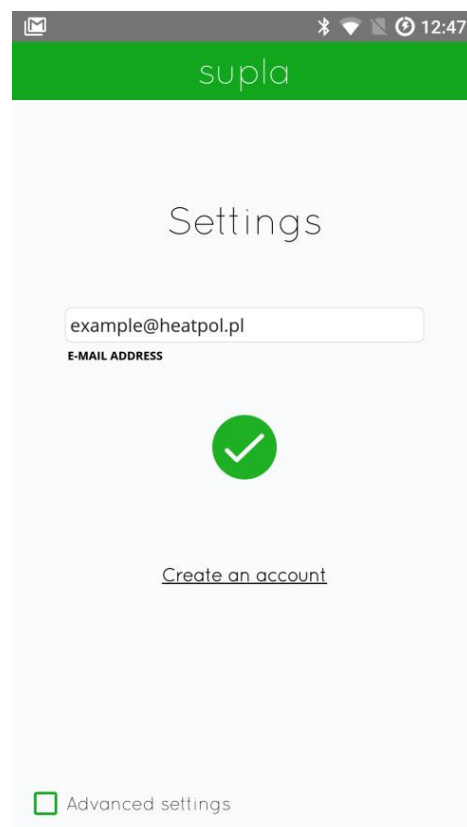 12:47
supla
Settings
example@heatpol.pl
E-MAIL ADDRESS
Create an account
Advanced settings